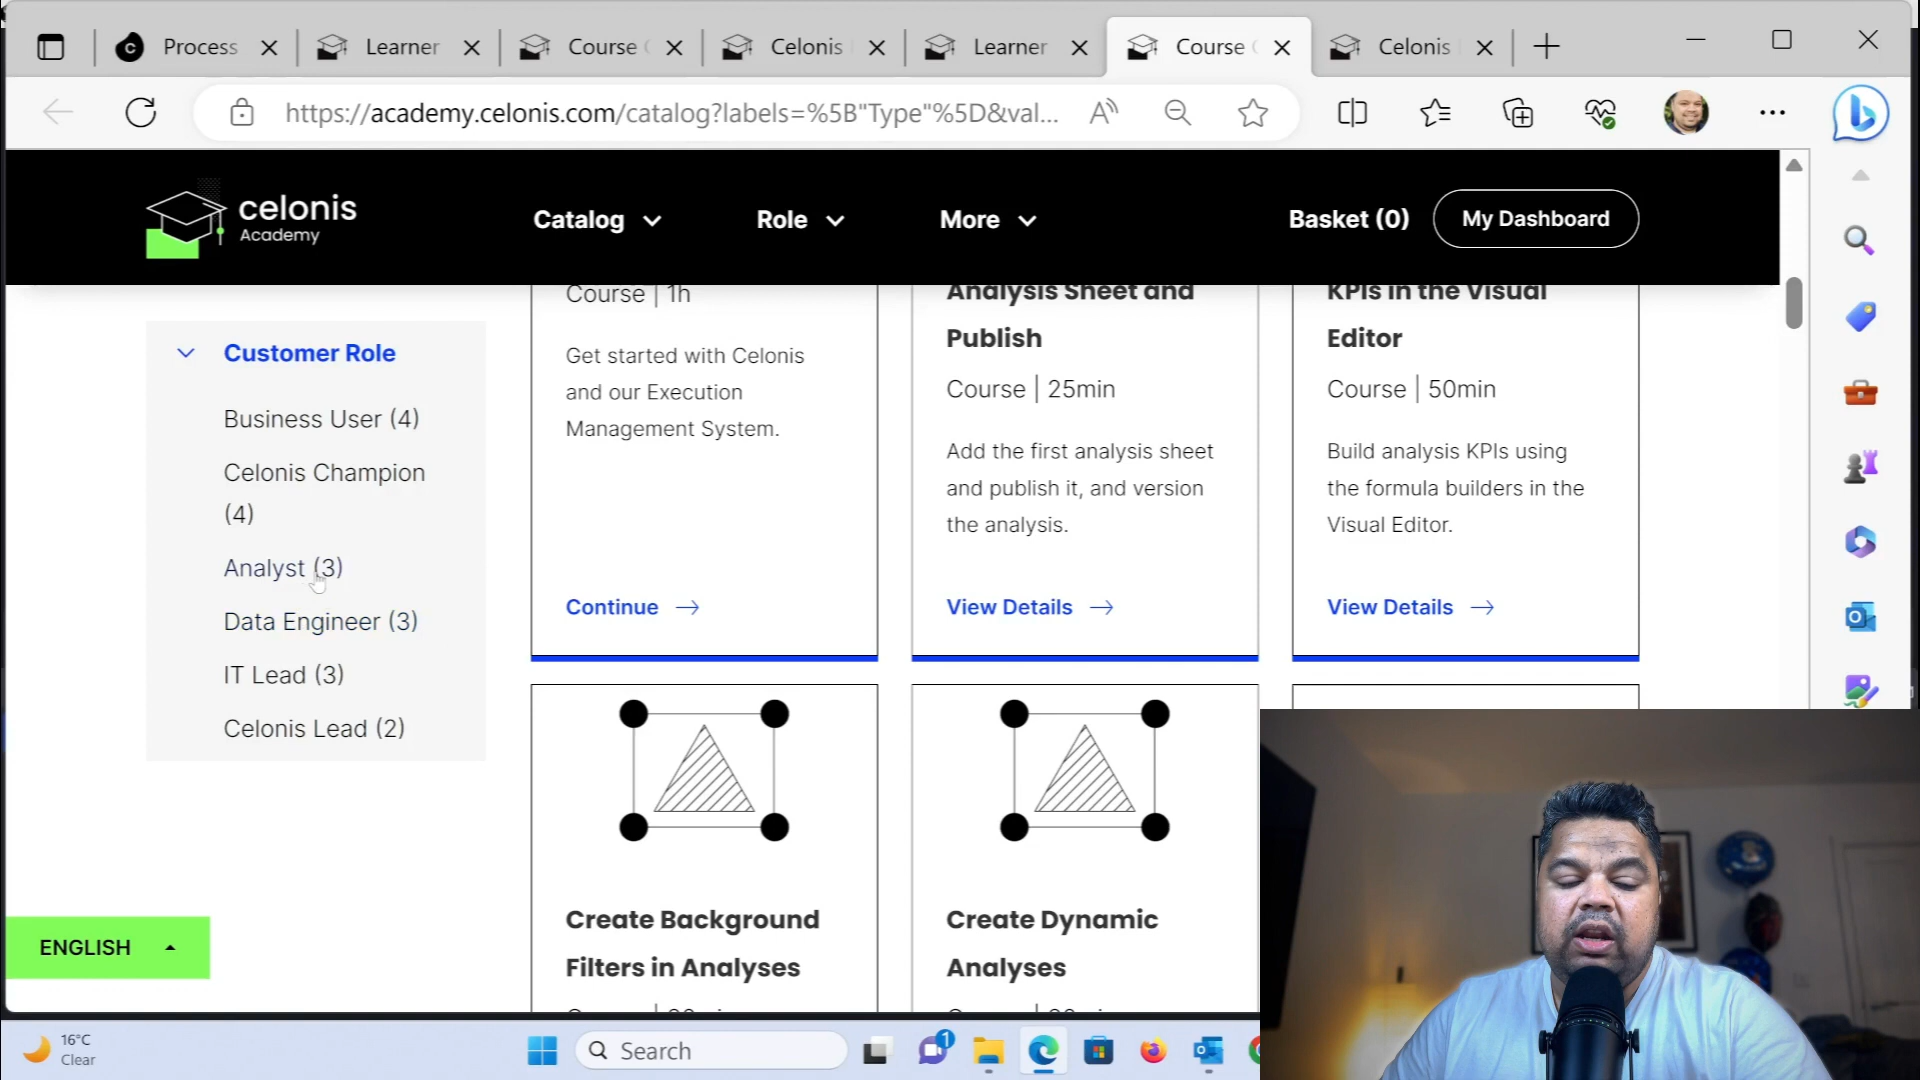 Process
Learner
Course
Celonis
Learner
Course
Celonis
https://academy.celonis.com/catalog?labels=%5B"Type"%5D&val...
celonis
Academy
Catalog
Role
More
Basket (0)
My Dashboard
Customer Role
Business User (4)
Celonis Champion
(4)
Analyst (3)
Data Engineer (3)
IT Lead (3)
Celonis Lead (2)
Course | 1h
Get started with Celonis
and our Execution
Management System.
Continue →
Analysis Sheet and
Publish
Course | 25min
Add the first analysis sheet
and publish it, and version
the analysis.
View Details →
KPIs in the Visual
Editor
Course | 50min
Build analysis KPIs using
the formula builders in the
Visual Editor.
View Details →
Create Background
Filters in Analyses
Create Dynamic
Analyses
ENGLISH
16°C
Clear
Search
1